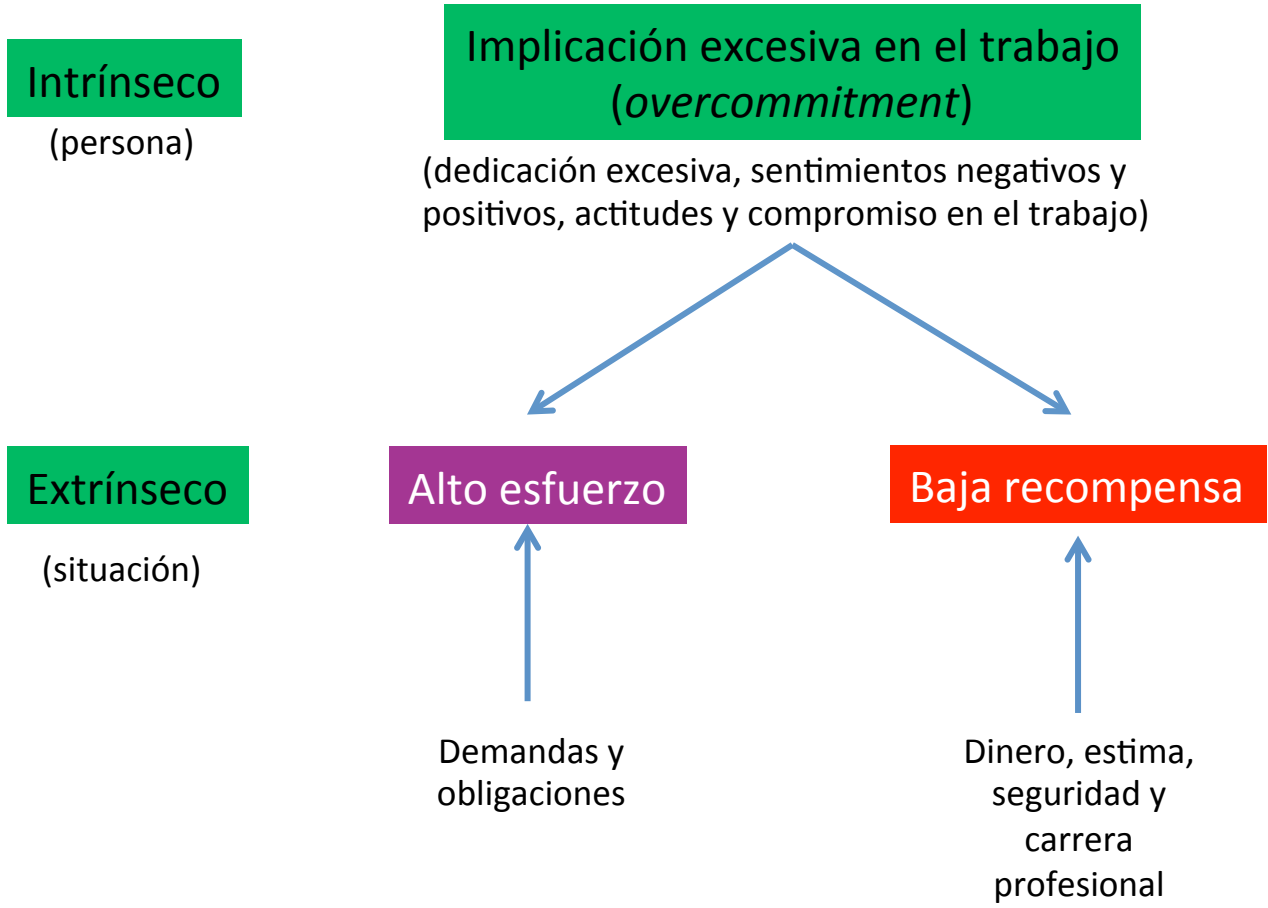 Intrínseco
(persona)
Implicación excesiva en el trabajo
(overcommitment)
(dedicación excesiva, sentimientos negativos y
positivos, actitudes y compromiso en el trabajo)
Extrínseco
(situación)
Alto esfuerzo
Baja recompensa
Demandas y
obligaciones
Dinero, estima,
seguridad y
carrera
profesional